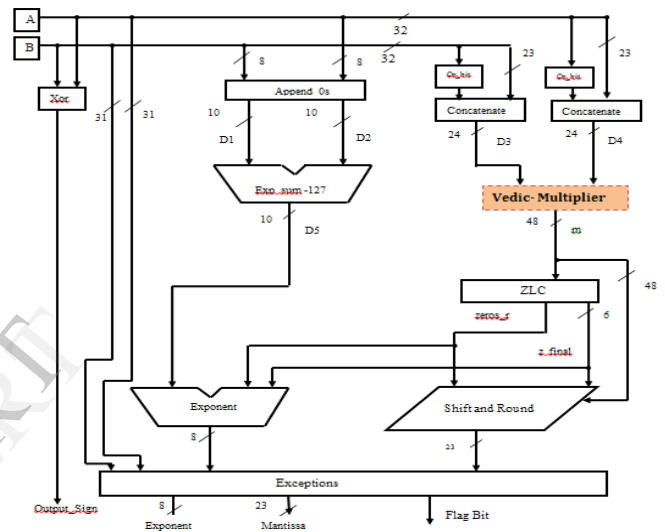 A
32
B
32
23
23
8
8
Xor
Append 0s
Concatenate
Concatenate
31
31
10
10
D1
D2
24
D3
24
D4
Exp_sum -127
Vedic- Multiplier
10
D5
48
m
48
ZLC
zeros_r
6
z_final
Exponent
Shift and Round
8
23
Exceptions
Output_Sign
8
23
Flag Bit
Exponent
Mantissa